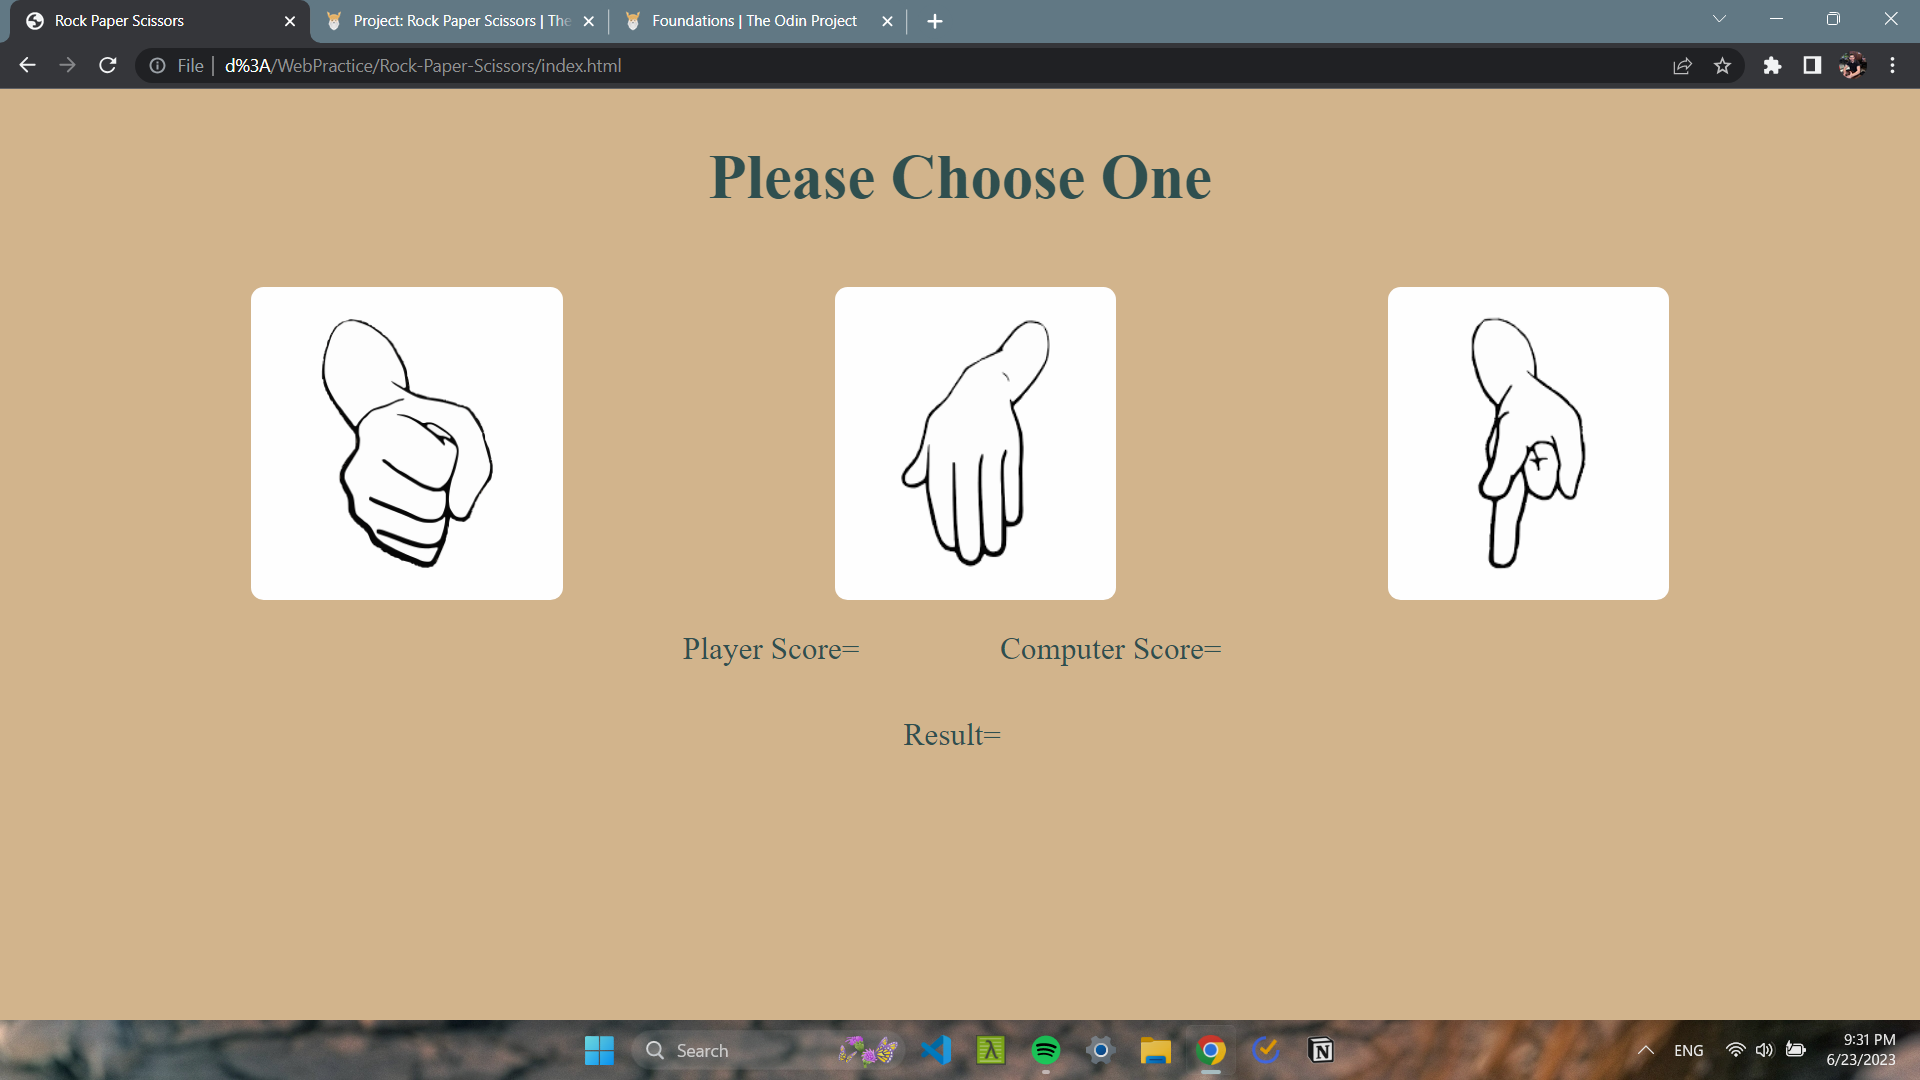 Rock Paper Scissors
Project: Rock Paper Scissors | The
Foundations | The Odin Project
File | d%3A/WebPractice/Rock-Paper-Scissors/index.html
Please Choose One
Player Score=
Computer Score=
Result=
Search
ENG
9:31 PM
6/23/2023